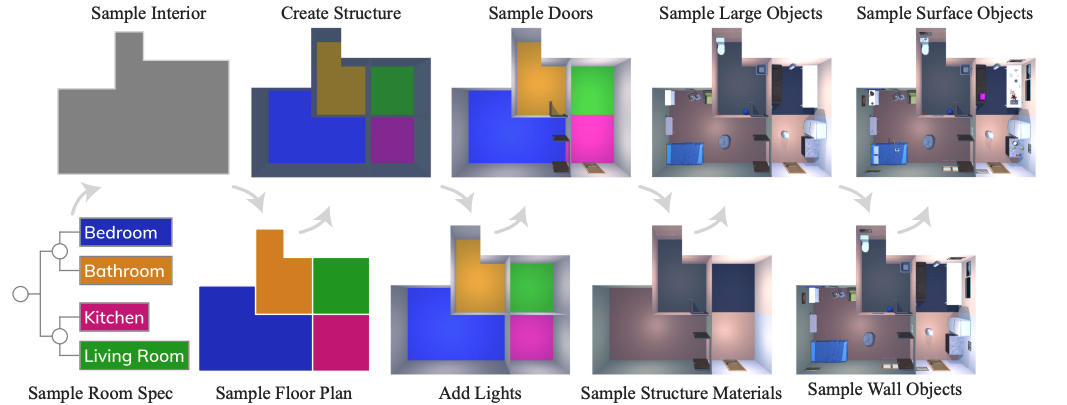 Sample Interior
Create Structure
Sample Doors
Sample Large Objects
Sample Surface Objects
Bedroom
Bathroom
Kitchen
Living Room
Sample Room Spec
Sample Floor Plan
Add Lights
Sample Structure Materials
Sample Wall Objects